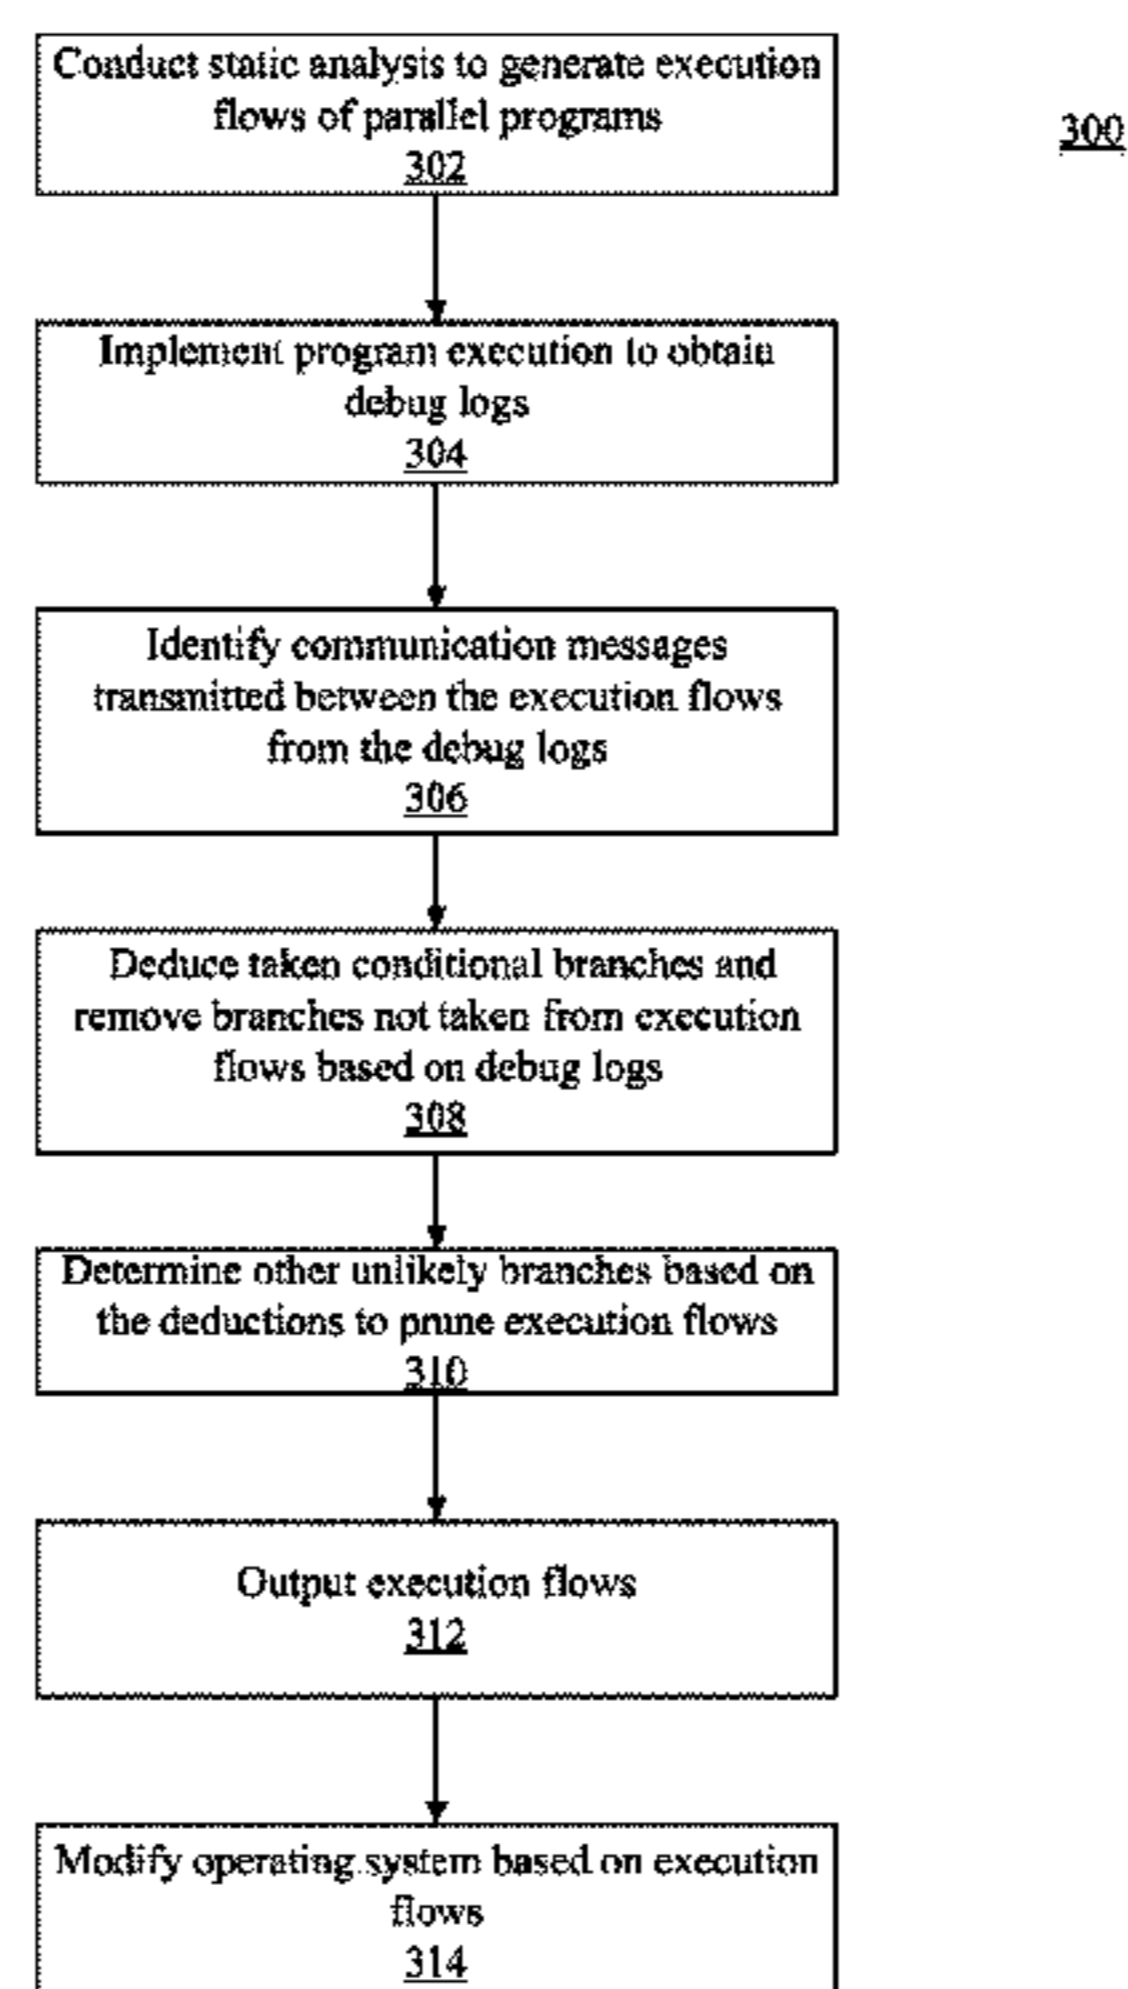 Conduct static analysis to generate execution
flows of parallel programs
302
300
Implement program execution to obtain
debug logs
304
Identify communication messages
transmitted between the execution flows
from the debug logs
306
Deduce taken conditional branches and
remove branches not taken from execution
flows based on debug logs
308
Determine other unlikely branches based on
the deductions to prune execution flows
310
Output execution flows
312
Modify operating system based on execution
flows
314